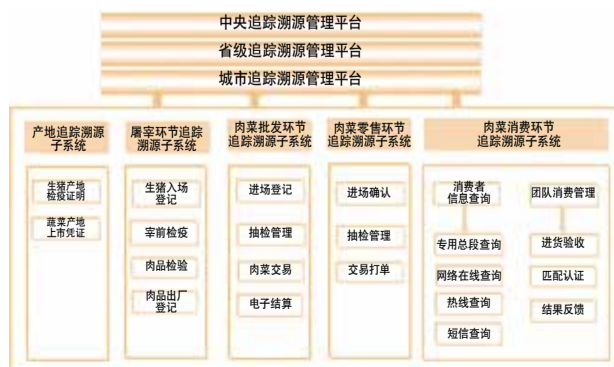 中央追踪溯源管理平台
省级追踪溯源管理平台
城市追踪溯源管理平台
产地追踪溯源
子系统
生猪产地
检疫证明
蔬菜产地
上市凭证
屠宰环节追踪
溯源子系统
生猪入场
登记
宰前检疫
肉品检验
肉品出厂
登记
肉菜批发环节
追踪溯源子系统
进场登记
抽检管理
肉菜交易
电子结算
肉菜零售环节
追踪溯源子系统
进场确认
抽检管理
交易打单
肉菜消费环节
追踪溯源子系统
消费者
信息查询
专用总段查询
网络在线查询
热线查询
短信查询
团队消费管理
进货验收
匹配认证
结果反馈